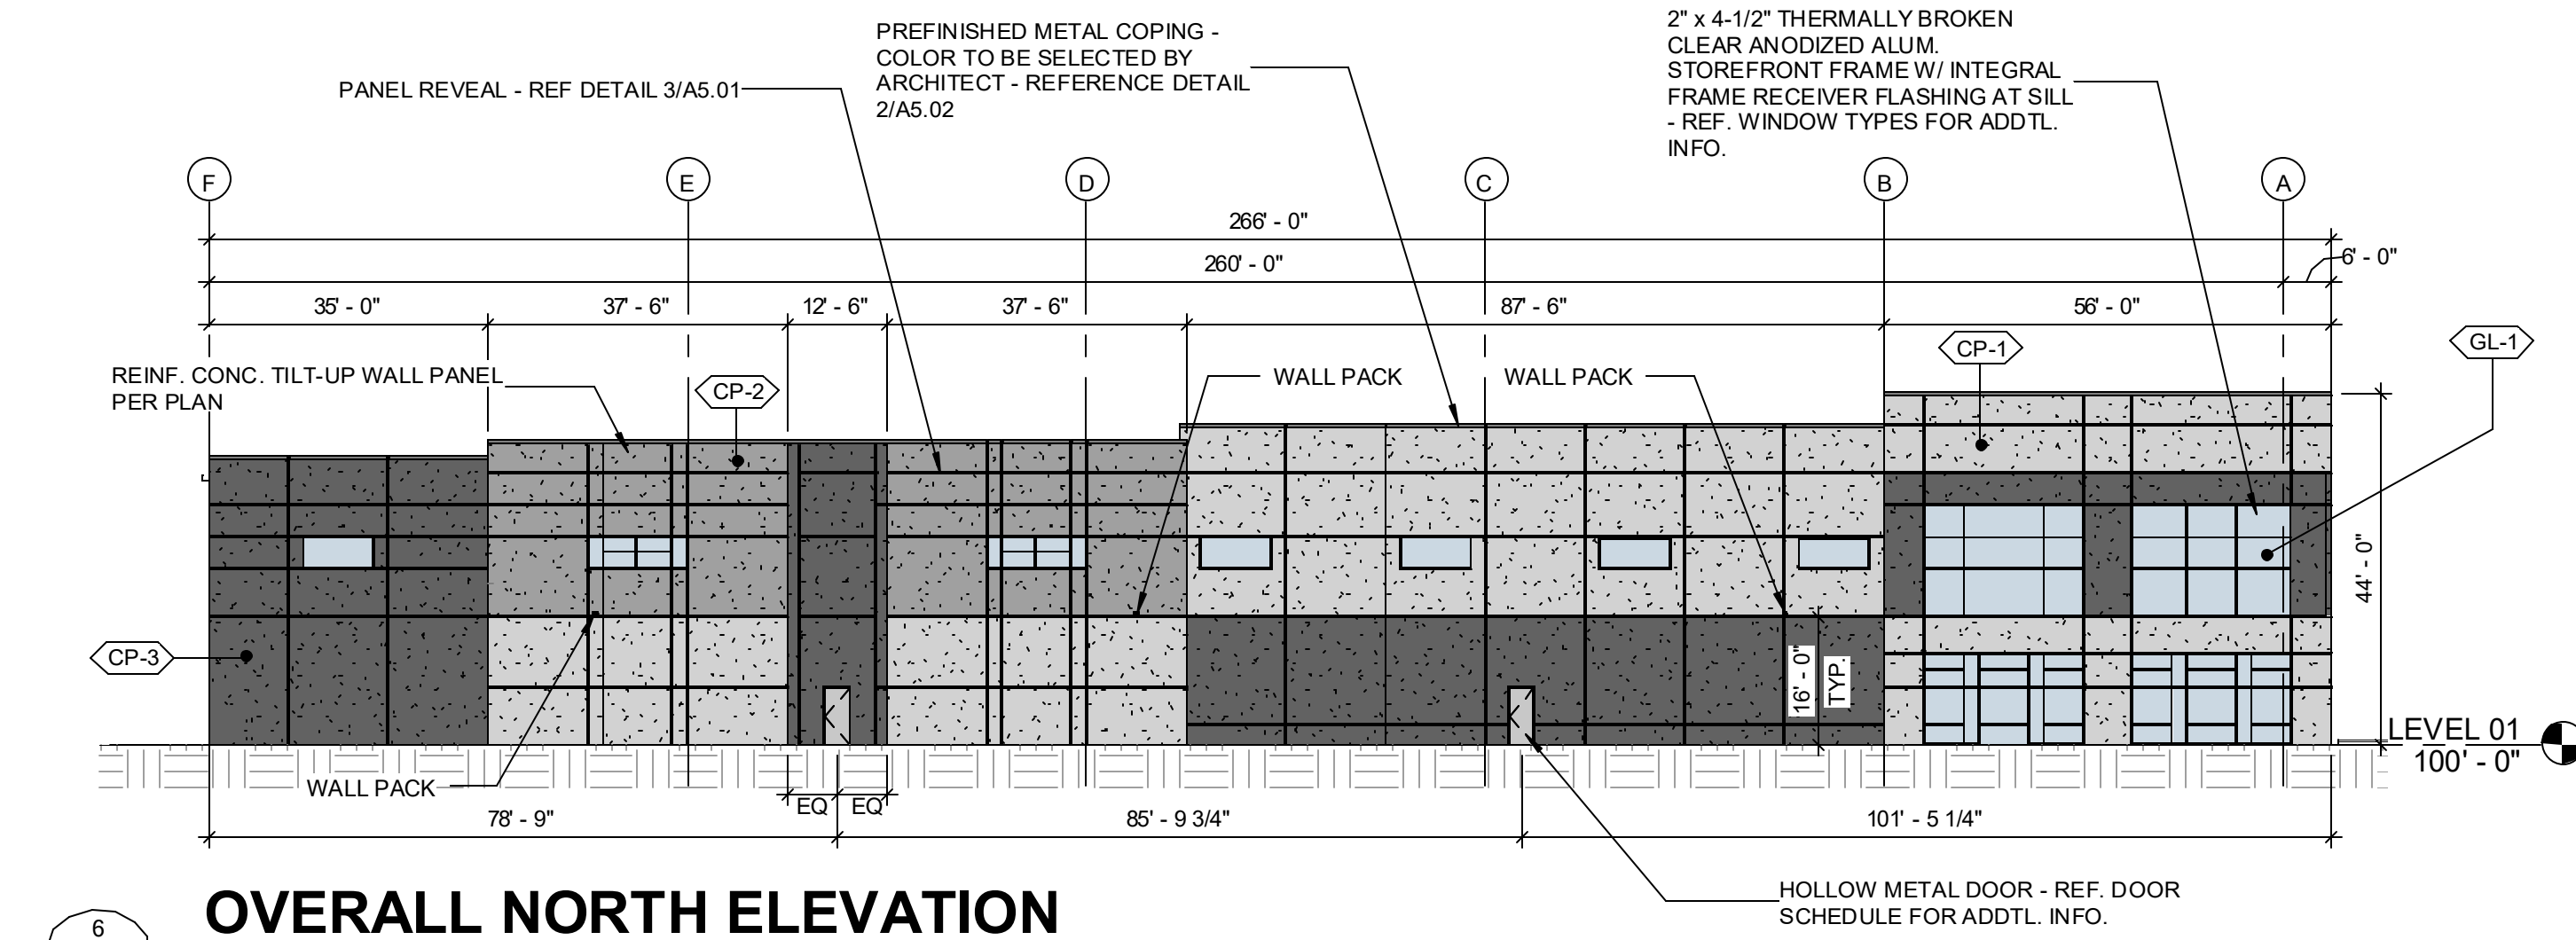 2" x 4-1/2" THERMALLY BROKEN
CLEAR ANODIZED ALUM.
STOREFRONT FRAME W/ INTEGRAL
FRAME RECEIVER FLASHING AT SILL
- REF. WINDOW TYPES FOR ADDTL.
INFO.
PREFINISHED METAL COPING -
COLOR TO BE SELECTED BY
ARCHITECT - REFERENCE DETAIL
2/A5.02
PANEL REVEAL - REF DETAIL 3/A5.01
F
E
D
C
B
A
266' - 0"
260' - 0"
6' - 0"
35' - 0"
37' - 6"
12' - 6"
37' - 6"
87' - 6"
56' - 0"
GL-1
CP-1
REINF. CONC. TILT-UP WALL PANEL
PER PLAN
CP-2
WALL PACK
WALL PACK
44' - 0"
CP-3
16' - 0"
TYP.
LEVEL 01
100' - 0"
WALL PACK
EQ
EQ
78' - 9"
85' - 9 3/4"
101' - 5 1/4"
HOLLOW METAL DOOR - REF. DOOR
SCHEDULE FOR ADDTL. INFO.
OVERALL NORTH ELEVATION
6